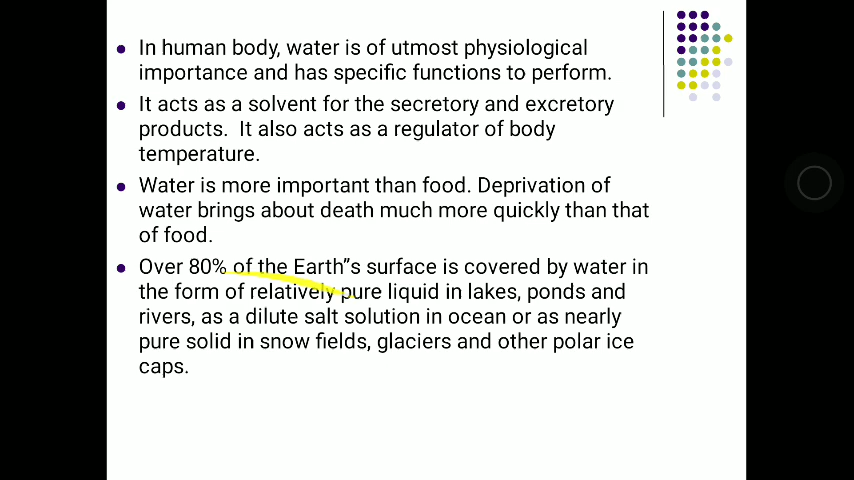 In human body, water is of utmost physiological
importance and has specific functions to perform.
It acts as a solvent for the secretory and excretory
products.  It also acts as a regulator of body
temperature.
Water is more important than food. Deprivation of
water brings about death much more quickly than that
of food.
Over 80% of the Earth”s surface is covered by water in
the form of relatively pure liquid in lakes, ponds and
rivers, as a dilute salt solution in ocean or as nearly
pure solid in snow fields, glaciers and other polar ice
caps.